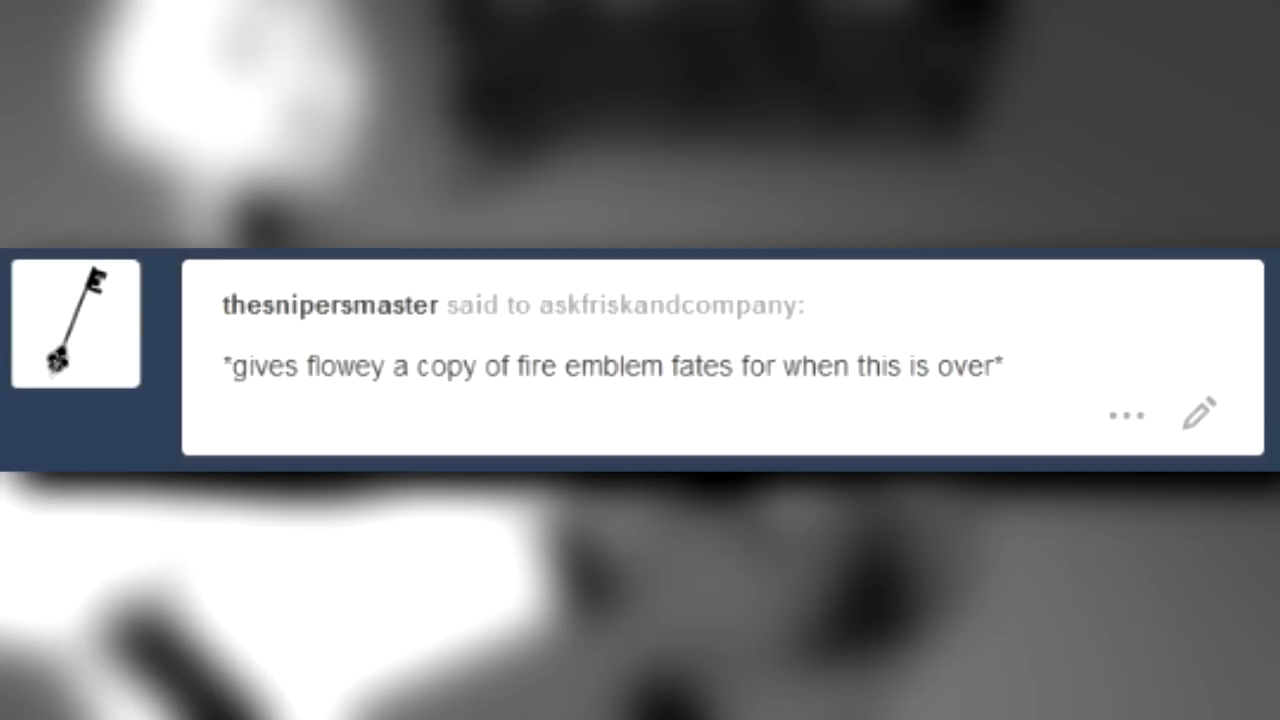 thesnipersmaster said to askfriskandcompany:
*gives flowey a copy of fire emblem fates for when this is over*